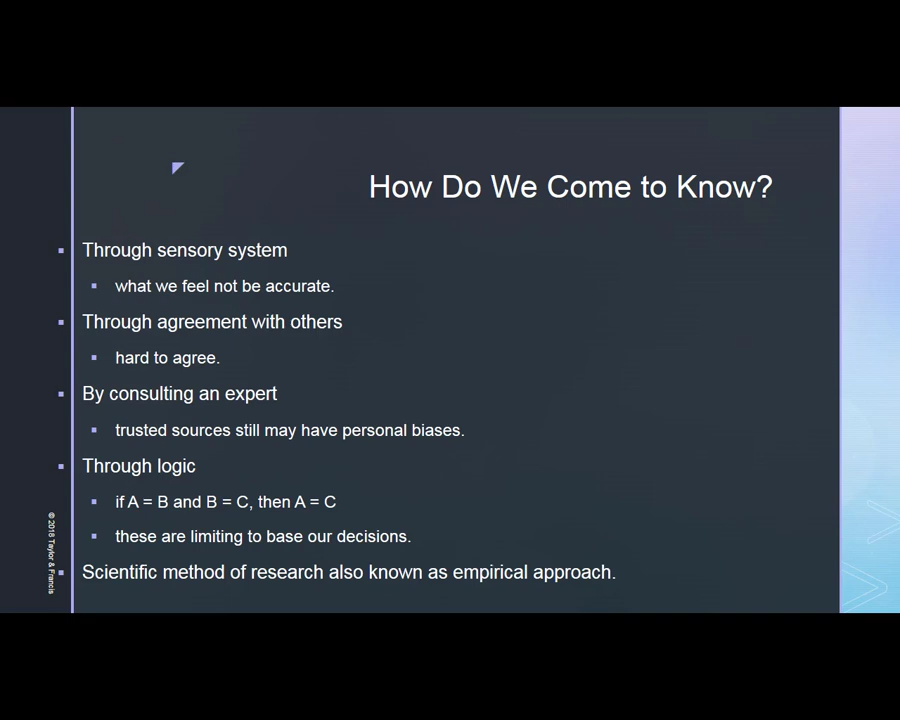 How Do We Come to Know?
Through sensory system
what we feel not be accurate.
Through agreement with others
hard to agree.
By consulting an expert
trusted sources still may have personal biases.
Through logic
if A = B and B = C, then A = C
these are limiting to base our decisions.
Scientific method of research also known as empirical approach.
© 2018 Taylor & Francis